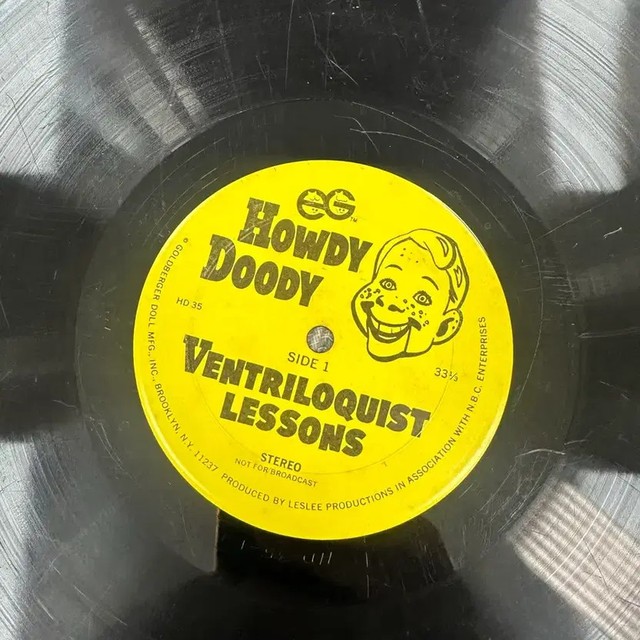 EG™
HOWDY
DOODY
HD 35
SIDE 1
33⅓
VENTRILOQUIST
LESSONS
STEREO
NOT FOR BROADCAST
© GOLDBERGER DOLL MFG., INC., BROOKLYN, N.Y. 11237 PRODUCED BY LESLEE PRODUCTIONS IN ASSOCIATION WITH N.B.C. ENTERPRISES